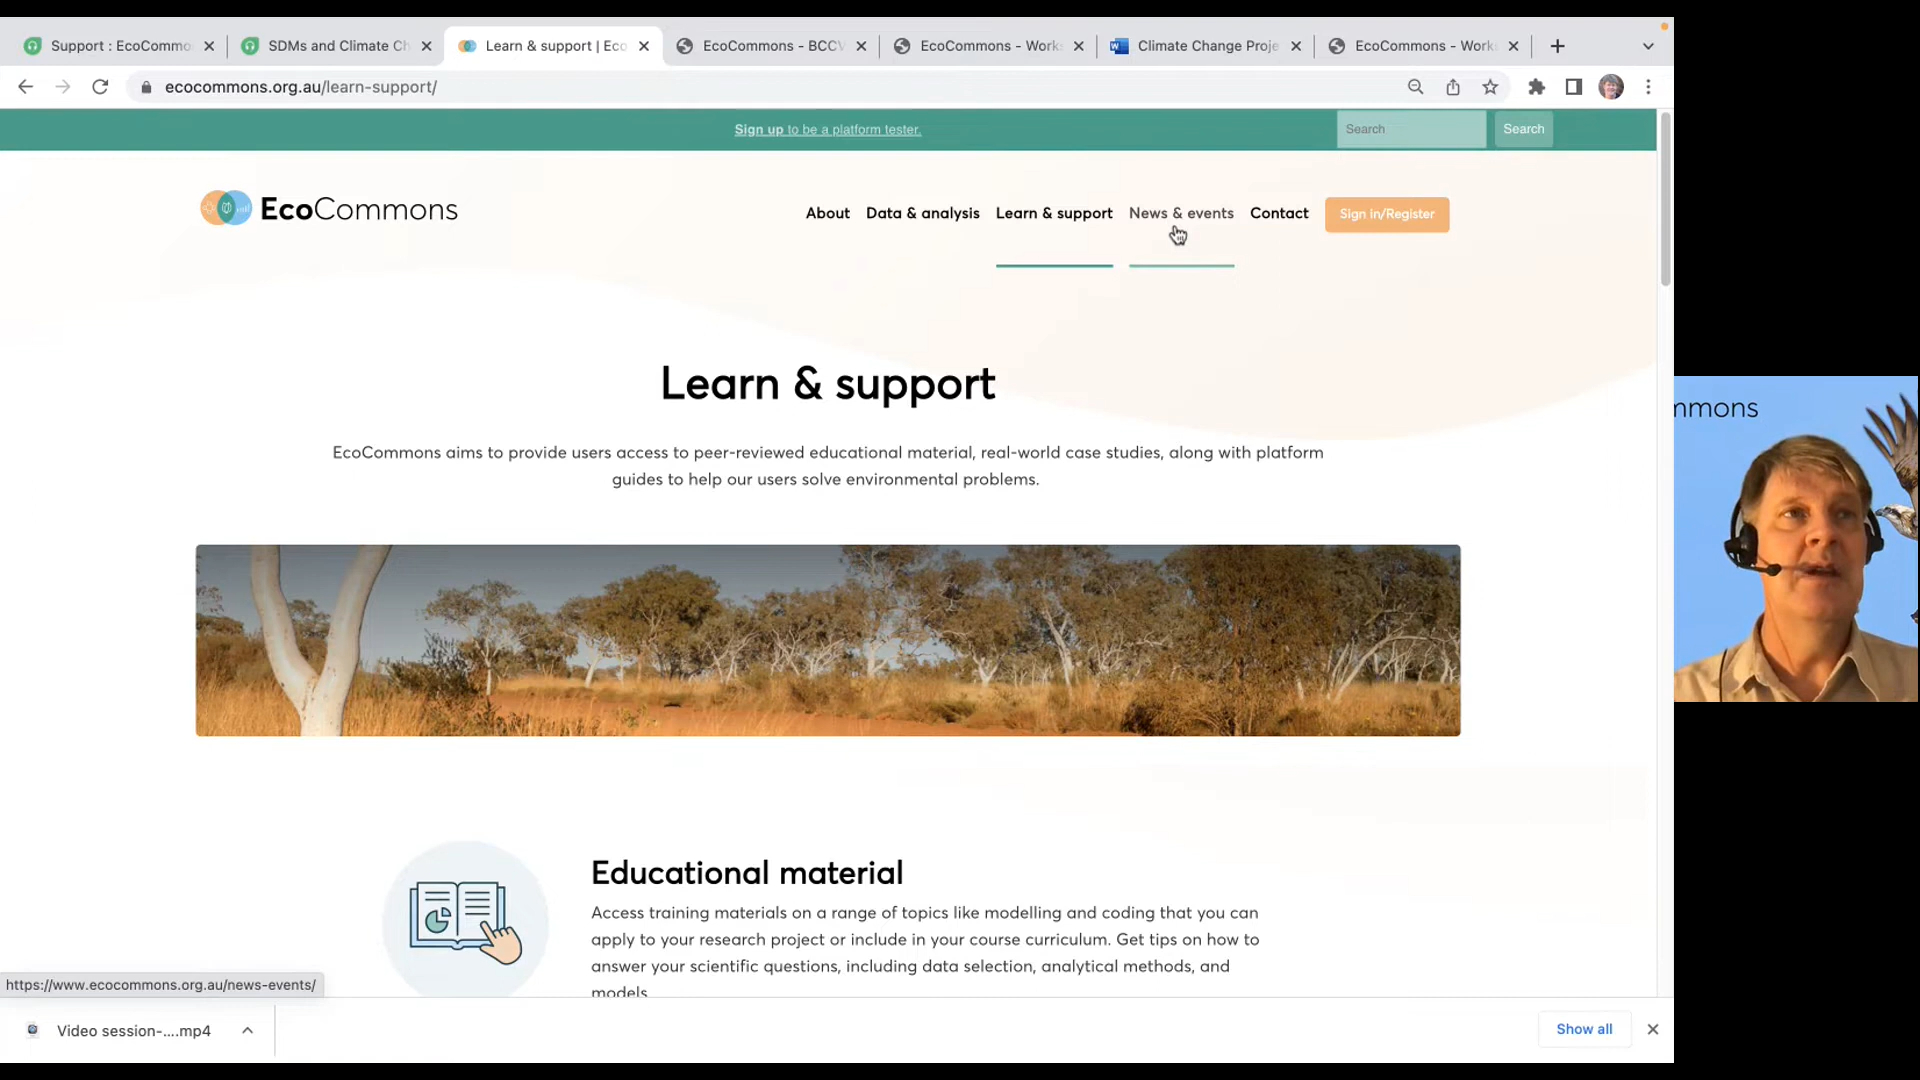 Support : EcoCommo
SDMs and Climate Ch
Learn & support | Eco
EcoCommons - BCCV
EcoCommons - Work
Climate Change Proje
EcoCommons - Work
ecocommons.org.au/learn-support/
Sign up to be a platform tester.
Search
Search
EcoCommons
About
Data & analysis
Learn & support
News & events
Contact
Sign in/Register
mmons
Learn & support
EcoCommons aims to provide users access to peer-reviewed educational material, real-world case studies, along with platform
guides to help our users solve environmental problems.
Educational material
Access training materials on a range of topics like modelling and coding that you can
apply to your research project or include in your course curriculum. Get tips on how to
answer your scientific questions, including data selection, analytical methods, and
models.
https://www.ecocommons.org.au/news-events/
Video session-....mp4
Show all